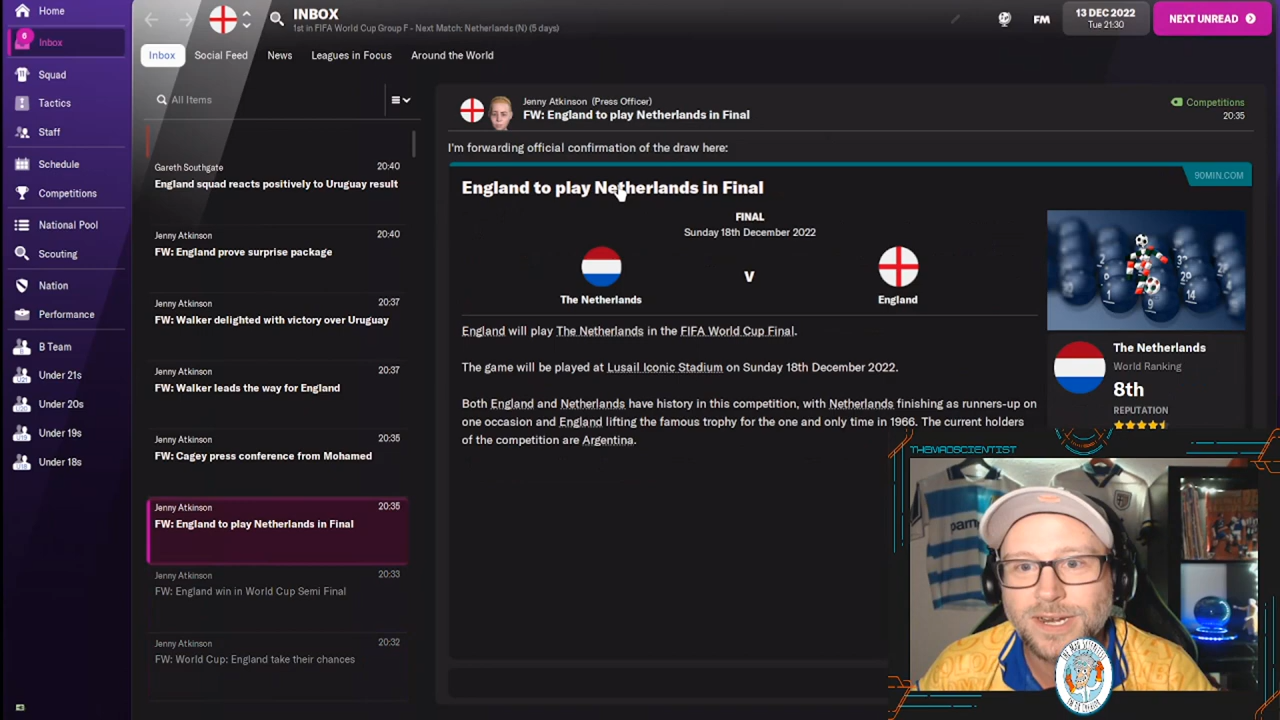 Home
6
Inbox
Squad
Tactics
Staff
Schedule
Competitions
National Pool
Scouting
Nation
Performance
B Team
Under 21s
Under 20s
Under 19s
Under 18s
INBOX
1st in FIFA World Cup Group F - Next Match: Netherlands (N) (5 days)
FM
13 DEC 2022
Tue 21:30
NEXT UNREAD
Inbox
Social Feed
News
Leagues in Focus
Around the World
All Items
Gareth Southgate 20:40
England squad reacts positively to Uruguay result
Jenny Atkinson 20:40
FW: England prove surprise package
Jenny Atkinson 20:37
FW: Walker delighted with victory over Uruguay
Jenny Atkinson 20:37
FW: Walker leads the way for England
Jenny Atkinson 20:35
FW: Cagey press conference from Mohamed
Jenny Atkinson 20:35
FW: England to play Netherlands in Final
Jenny Atkinson 20:33
FW: England win in World Cup Semi Final
Jenny Atkinson 20:32
FW: World Cup: England take their chances
Jenny Atkinson (Press Officer)
FW: England to play Netherlands in Final
Competitions
20:35
I'm forwarding official confirmation of the draw here:
England to play Netherlands in Final
90MIN.COM
FINAL
Sunday 18th December 2022
The Netherlands
V
England
England will play The Netherlands in the FIFA World Cup Final.
The game will be played at Lusail Iconic Stadium on Sunday 18th December 2022.
Both England and Netherlands have history in this competition, with Netherlands finishing as runners-up on
one occasion and England lifting the famous trophy for the one and only time in 1966. The current holders
of the competition are Argentina.
The Netherlands
World Ranking
8th
REPUTATION
THEMADSCIENTIST